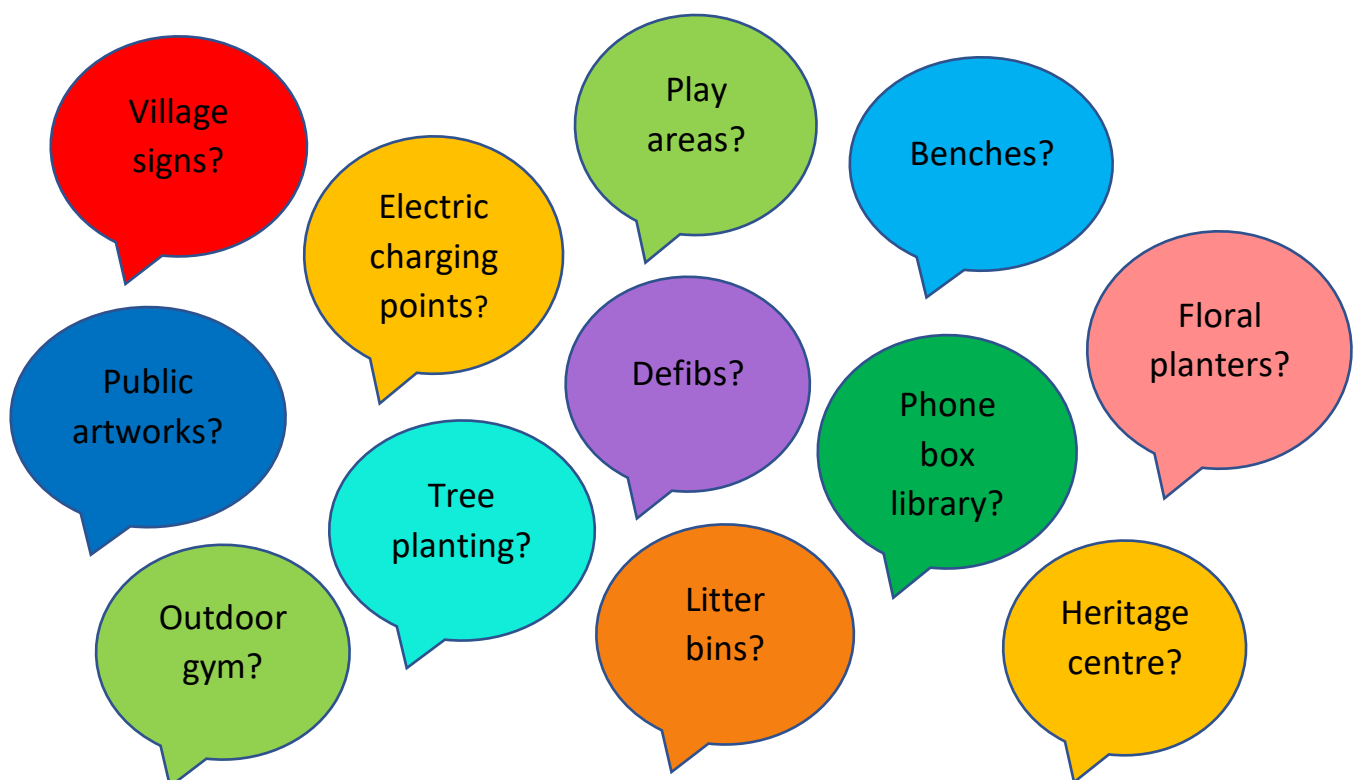 Village
signs?
Electric
charging
points?
Play
areas?
Benches?
Public
artworks?
Defibs?
Phone
box
library?
Floral
planters?
Tree
planting?
Outdoor
gym?
Litter
bins?
Heritage
centre?